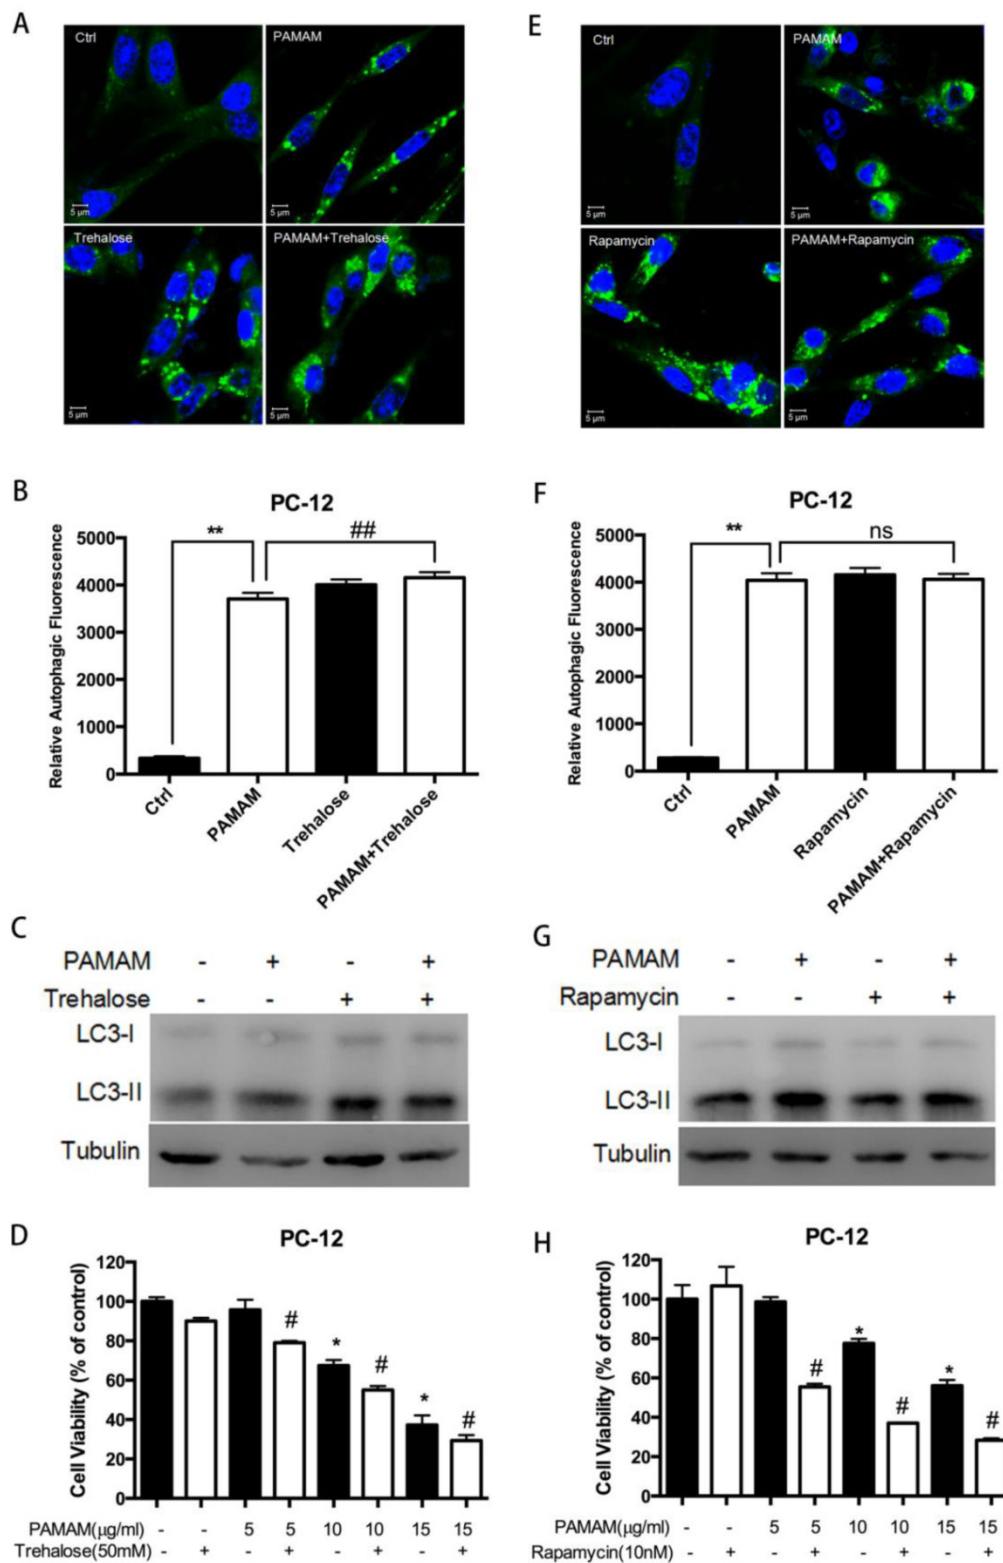 A
Ctrl
PAMAM
5 µm
5 µm
Trehalose
PAMAM+Trehalose
5 µm
5 µm
E
Ctrl
PAMAM
5 µm
5 µm
Rapamycin
PAMAM+Rapamycin
5 µm
5 µm
B
PC-12
Relative Autophagic Fluorescence
5000
4000
3000
2000
1000
0
**
##
Ctrl
PAMAM
Trehalose
PAMAM+Trehalose
F
PC-12
Relative Autophagic Fluorescence
5000
4000
3000
2000
1000
0
**
ns
Ctrl
PAMAM
Rapamycin
PAMAM+Rapamycin
C
PAMAM - + - +
Trehalose - - + +
LC3-I
LC3-II
Tubulin
G
PAMAM - + - +
Rapamycin - - + +
LC3-I
LC3-II
Tubulin
D
PC-12
Cell Viability (% of control)
120
100
80
60
40
20
0
# * # * #
PAMAM(µg/ml) - - 5 5 10 10 15 15
Trehalose(50mM) - + - + - + - +
H
PC-12
Cell Viability (% of control)
120
100
80
60
40
20
0
# * # * #
PAMAM(µg/ml) - - 5 5 10 10 15 15
Rapamycin(10nM) - + - + - + - +